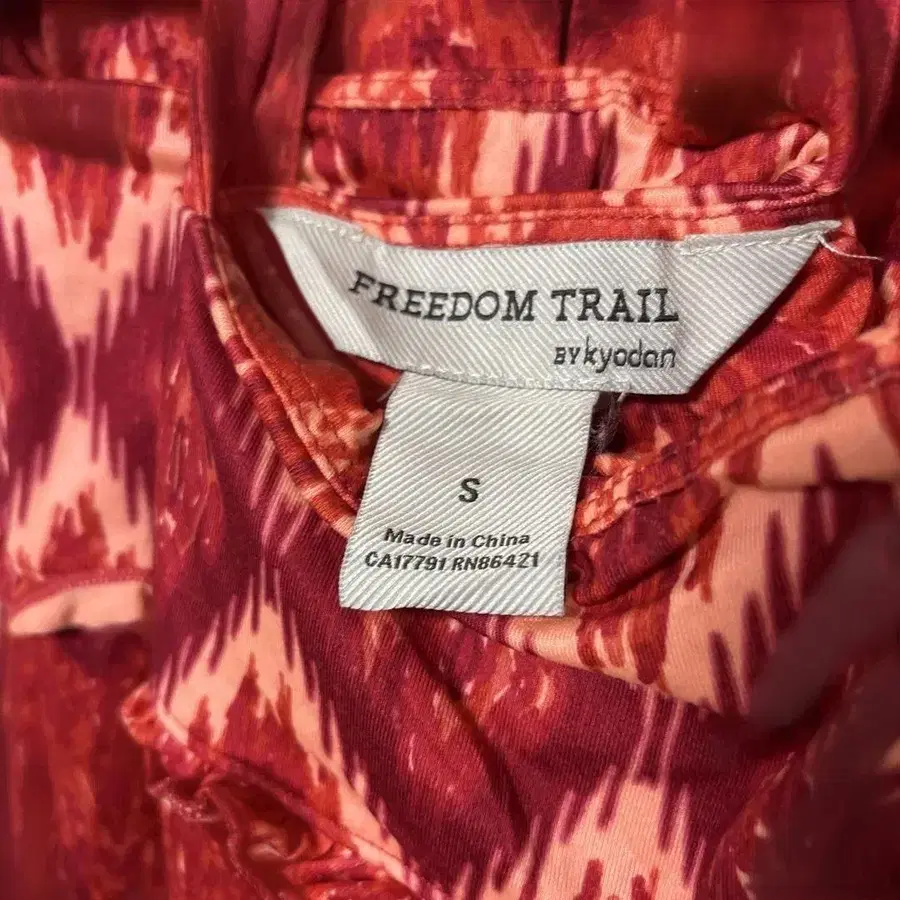 FREEDOM TRAIL
BY kyodan
S
Made in China
CA17791 RN86421